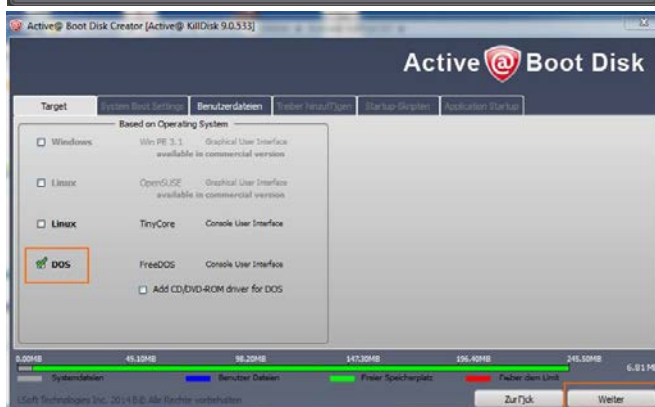 Active@ Boot Disk Creator [Active@ KillDisk 9.0.533]
Active @ Boot Disk
Target System Boot Settings Benutzerdateien Treiber hinzufΓјgen Startup-Skripten Application Startup
Based on Operating System
Windows Win PE 3.1 Graphical User Interface
available in commercial version
Linux OpenSUSE Graphical User Interface
available in commercial version
Linux TinyCore Console User Interface
DOS FreeDOS Console User Interface
Add CD/DVD-ROM driver for DOS
0.00MB 49.10MB 98.20MB 147.30MB 196.40MB 245.50MB
6.81 M
Systemdateien Benutzer Dateien Freier Speicherplatz dem Limit
LSoft Technologies Inc. 2014 Alle Rechte vorbehalten
Weiter